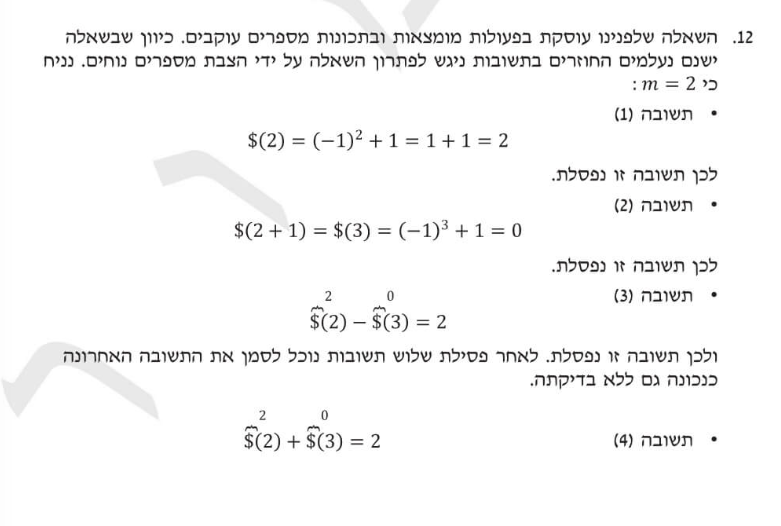 12. השאלה שלפנינו עוסקת בפעולות מומצאות ובתכונות מספרים עוקבים. כיוון שבשאלה
ישנם נעלמים החוזרים בתשובות ניגש לפתרון השאלה על ידי הצבת מספרים נוחים. נניח
כי m = 2 :
• תשובה (1)
$(2) = (−1)² + 1 = 1 + 1 = 2
לכן תשובה זו נפסלת.
• תשובה (2)
$(2 + 1) = $(3) = (−1)³ + 1 = 0
לכן תשובה זו נפסלת.
• תשובה (3)
2 0
$(2) − $(3) = 2
ולכן תשובה זו נפסלת. לאחר פסילת שלוש תשובות נוכל לסמן את התשובה האחרונה
כנכונה גם ללא בדיקתה.
2 0
• תשובה (4) $(2) + $(3) = 2